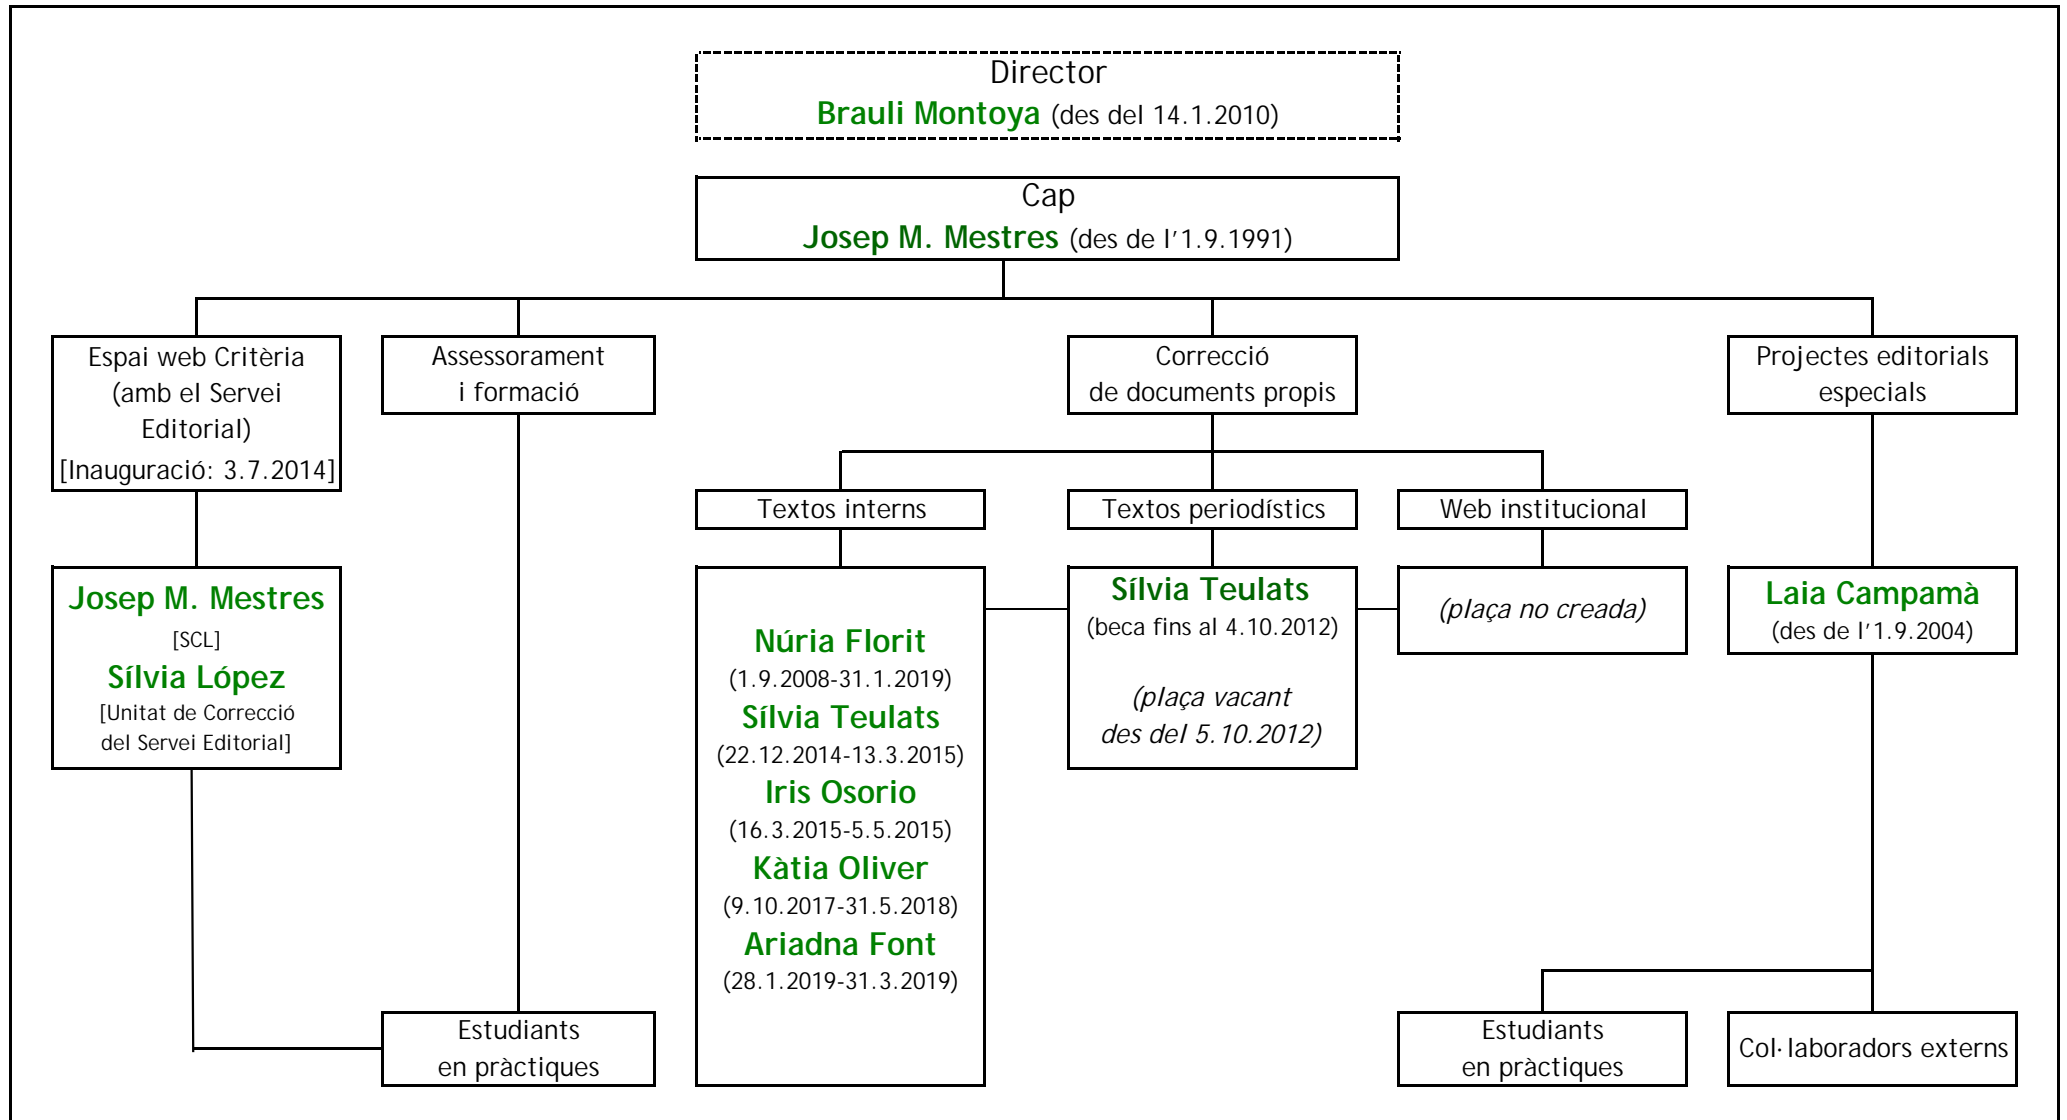 Director
Brauli Montoya (des del 14.1.2010)
Cap
Josep M. Mestres (des de l'1.9.1991)
Espai web Critèria
(amb el Servei
Editorial)
[Inauguració: 3.7.2014]
Assessorament
i formació
Correcció
de documents propis
Projectes editorials
especials
Textos interns
Textos periodístics
Web institucional
Josep M. Mestres
[SCL]
Sílvia López
[Unitat de Correcció
del Servei Editorial]
Núria Florit
(1.9.2008-31.1.2019)
Sílvia Teulats
(22.12.2014-13.3.2015)
Iris Osorio
(16.3.2015-5.5.2015)
Kàtia Oliver
(9.10.2017-31.5.2018)
Ariadna Font
(28.1.2019-31.3.2019)
Sílvia Teulats
(beca fins al 4.10.2012)
(plaça vacant
des del 5.10.2012)
(plaça no creada)
Laia Campamà
(des de l'1.9.2004)
Estudiants
en pràctiques
Estudiants
en pràctiques
Col·laboradors externs